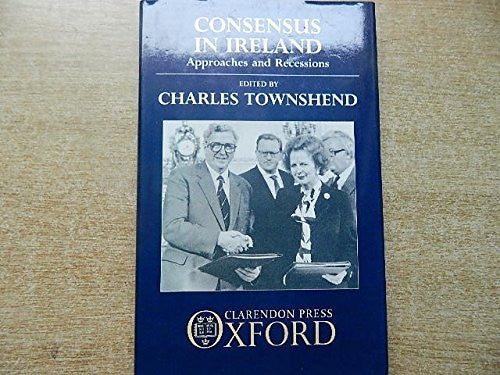 CONSENSUS
IN IRELAND
Approaches and Recessions
EDITED BY
CHARLES TOWNSHEND
CLARENDON PRESS
OXFORD